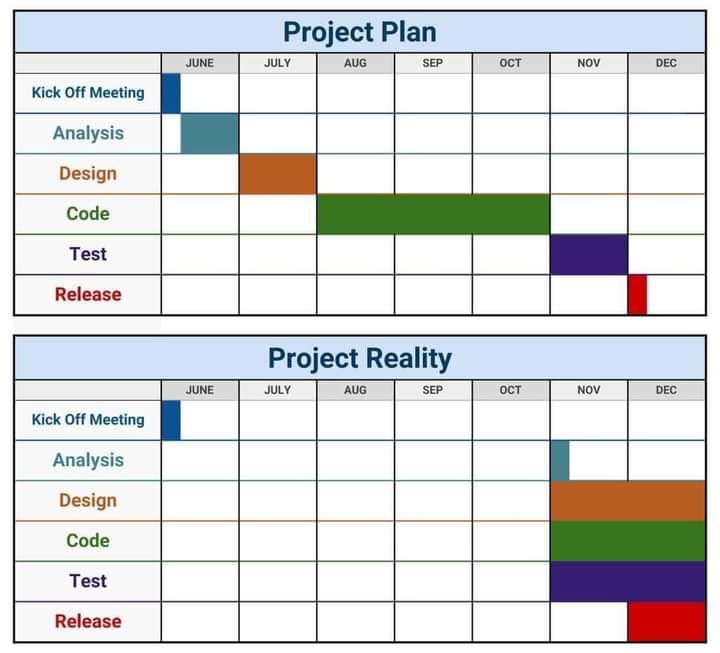 Project Plan
JUNE JULY AUG SEP OCT NOV DEC
Kick Off Meeting
Analysis
Design
Code
Test
Release
Project Reality
JUNE JULY AUG SEP OCT NOV DEC
Kick Off Meeting
Analysis
Design
Code
Test
Release